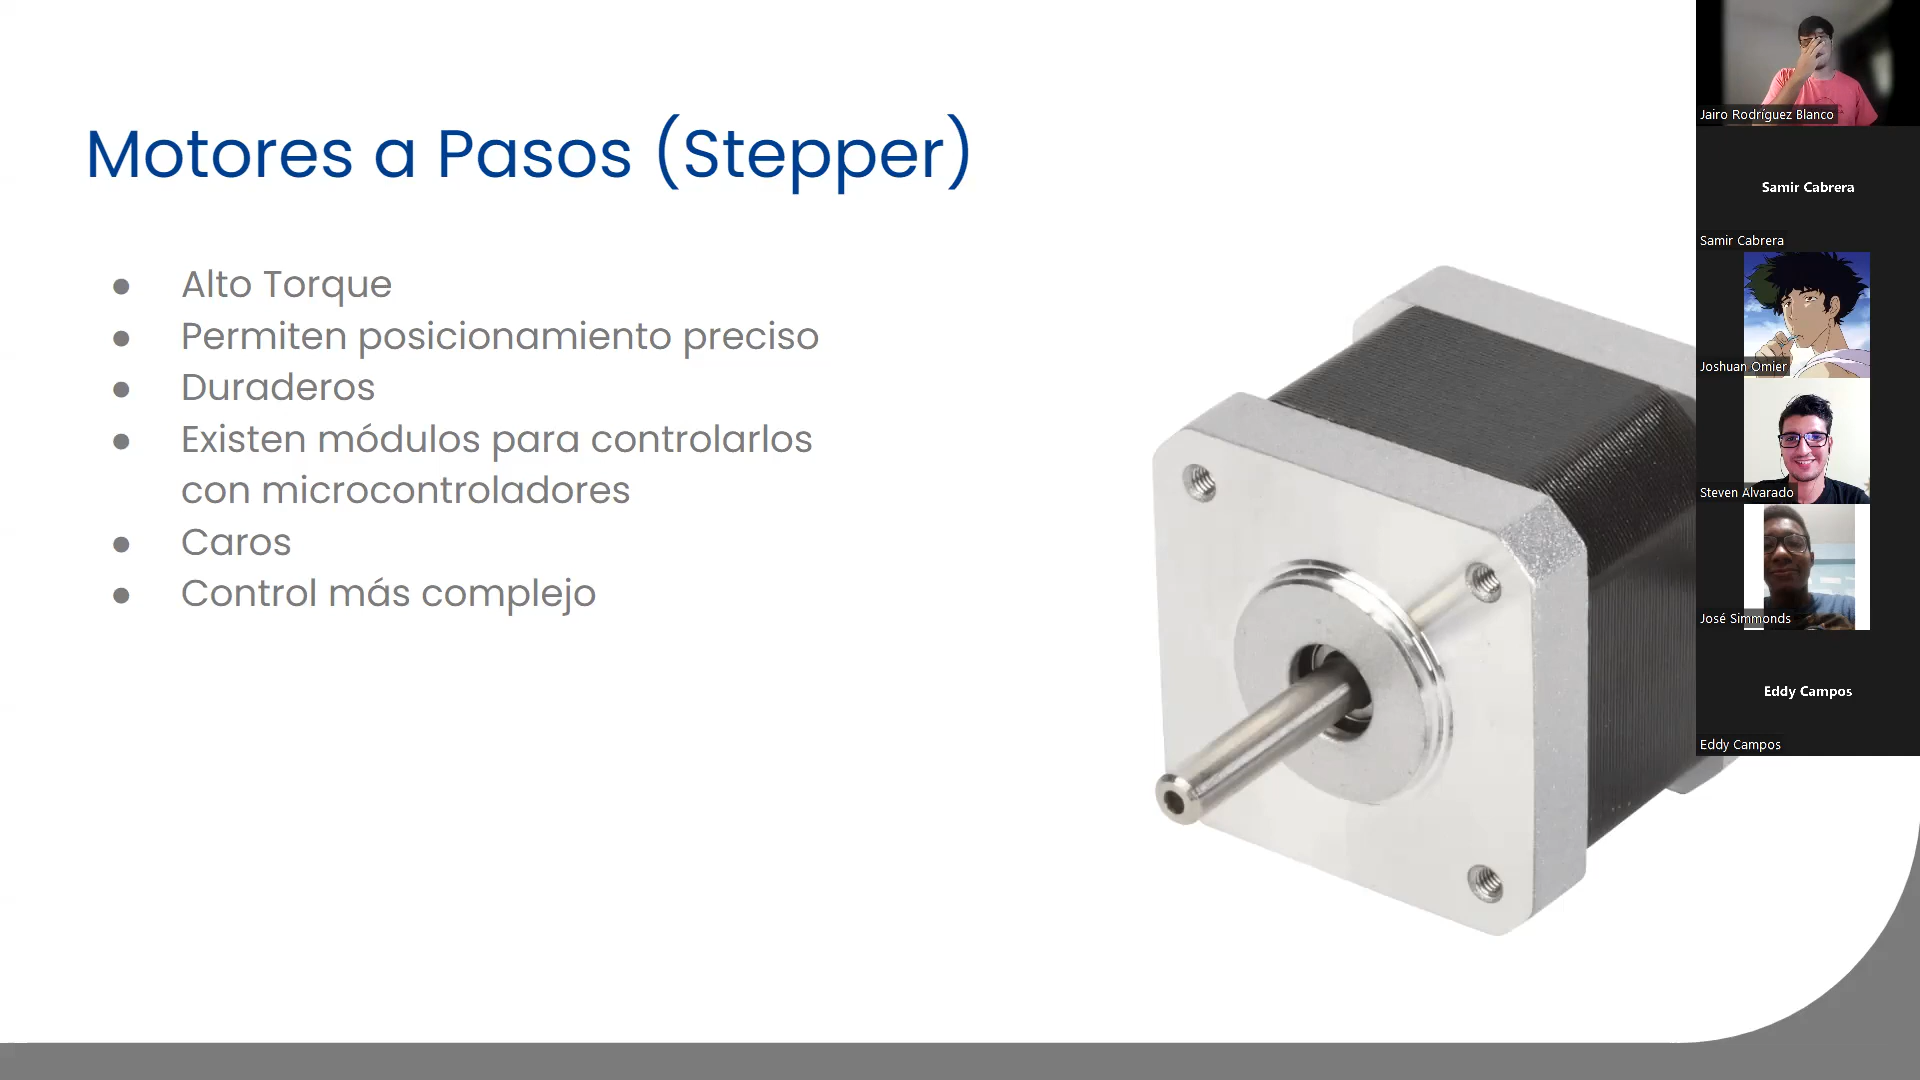 Motores a Pasos (Stepper)
● Alto Torque
● Permiten posicionamiento preciso
● Duraderos
● Existen módulos para controlarlos
con microcontroladores
● Caros
● Control más complejo
Jairo Rodríguez Blanco
Samir Cabrera
Samir Cabrera
Joshuan Omier
Steven Alvarado
José Simmonds
Eddy Campos
Eddy Campos